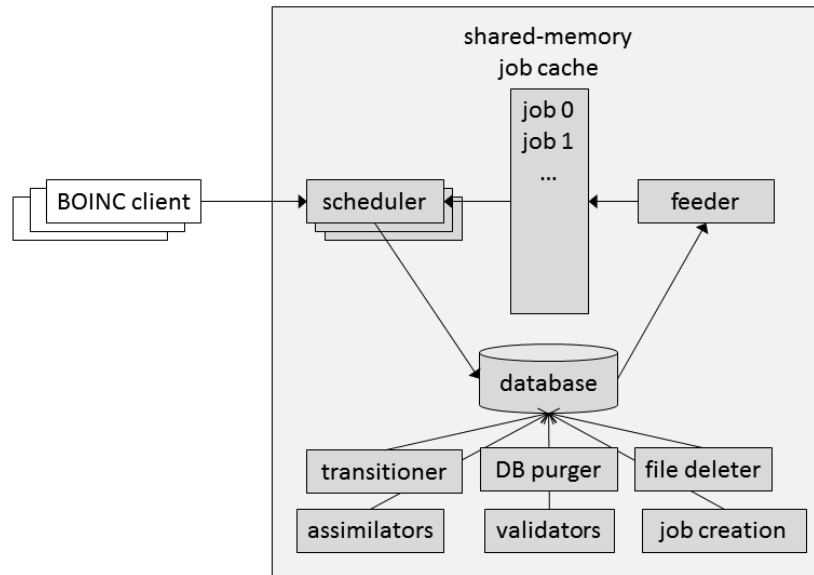 shared-memory
job cache
job 0
job 1
...
BOINC client
scheduler
feeder
database
transitioner
DB purger
file deleter
assimilators
validators
job creation